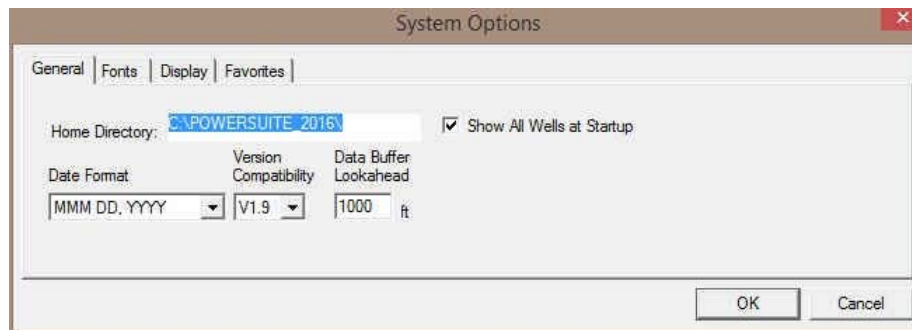 System Options
General Fonts Display Favorites
Home Directory: C:\POWERSUITE_2016\ Show All Wells at Startup
Date Format
Version Compatibility
Data Buffer Lookahead
MMM DD, YYYY V1.9 1000 ft
OK Cancel